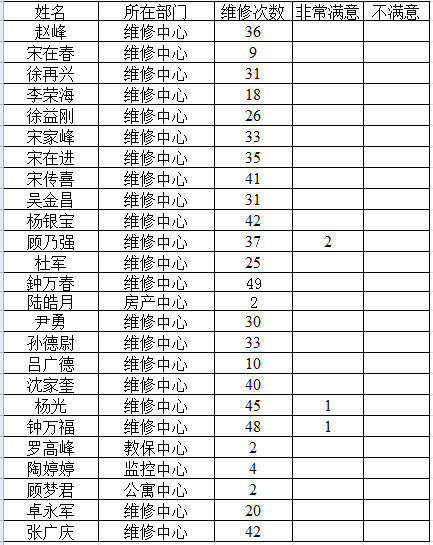 姓名 所在部门 维修次数 非常满意 不满意
赵峰 维修中心 36
宋在春 维修中心 9
徐再兴 维修中心 31
李荣海 维修中心 18
徐益刚 维修中心 26
宋家峰 维修中心 33
宋在进 维修中心 35
宋传喜 维修中心 41
吴金昌 维修中心 31
杨银宝 维修中心 42
顾乃强 维修中心 37 2
杜军 维修中心 25
鈡万春 维修中心 49
陆皓月 房产中心 2
尹勇 维修中心 30
孙德尉 维修中心 33
吕广德 维修中心 10
沈家奎 维修中心 40
杨光 维修中心 45 1
钟万福 维修中心 48 1
罗高峰 教保中心 2
陶婷婷 监控中心 4
顾梦君 公寓中心 2
卓永军 维修中心 20
张广庆 维修中心 42